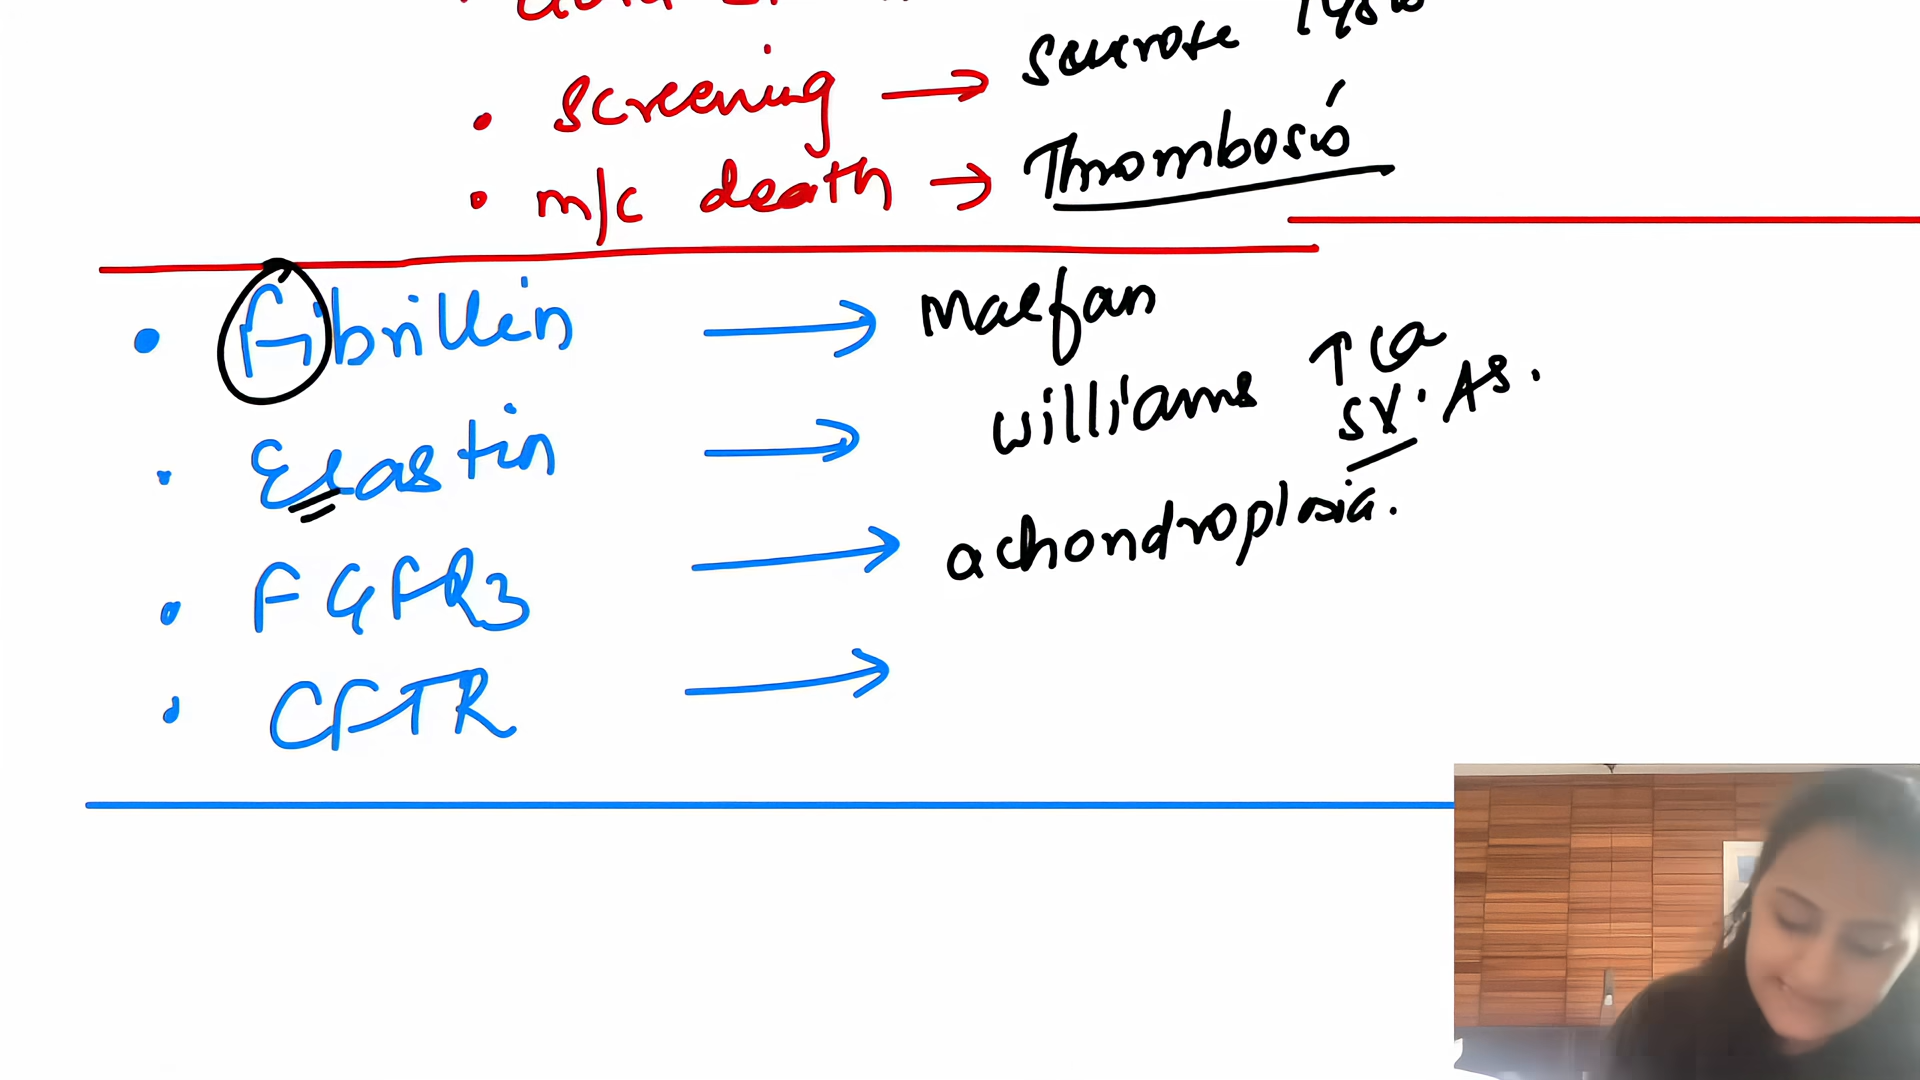 • Screening → Sucrose lysis
• m/c death → Thrombosis
• fibrillin → Marfan
• Elastin → williams ↑ Ca SV. AS.
• FGFR3 → achondroplasia.
• CFTR →